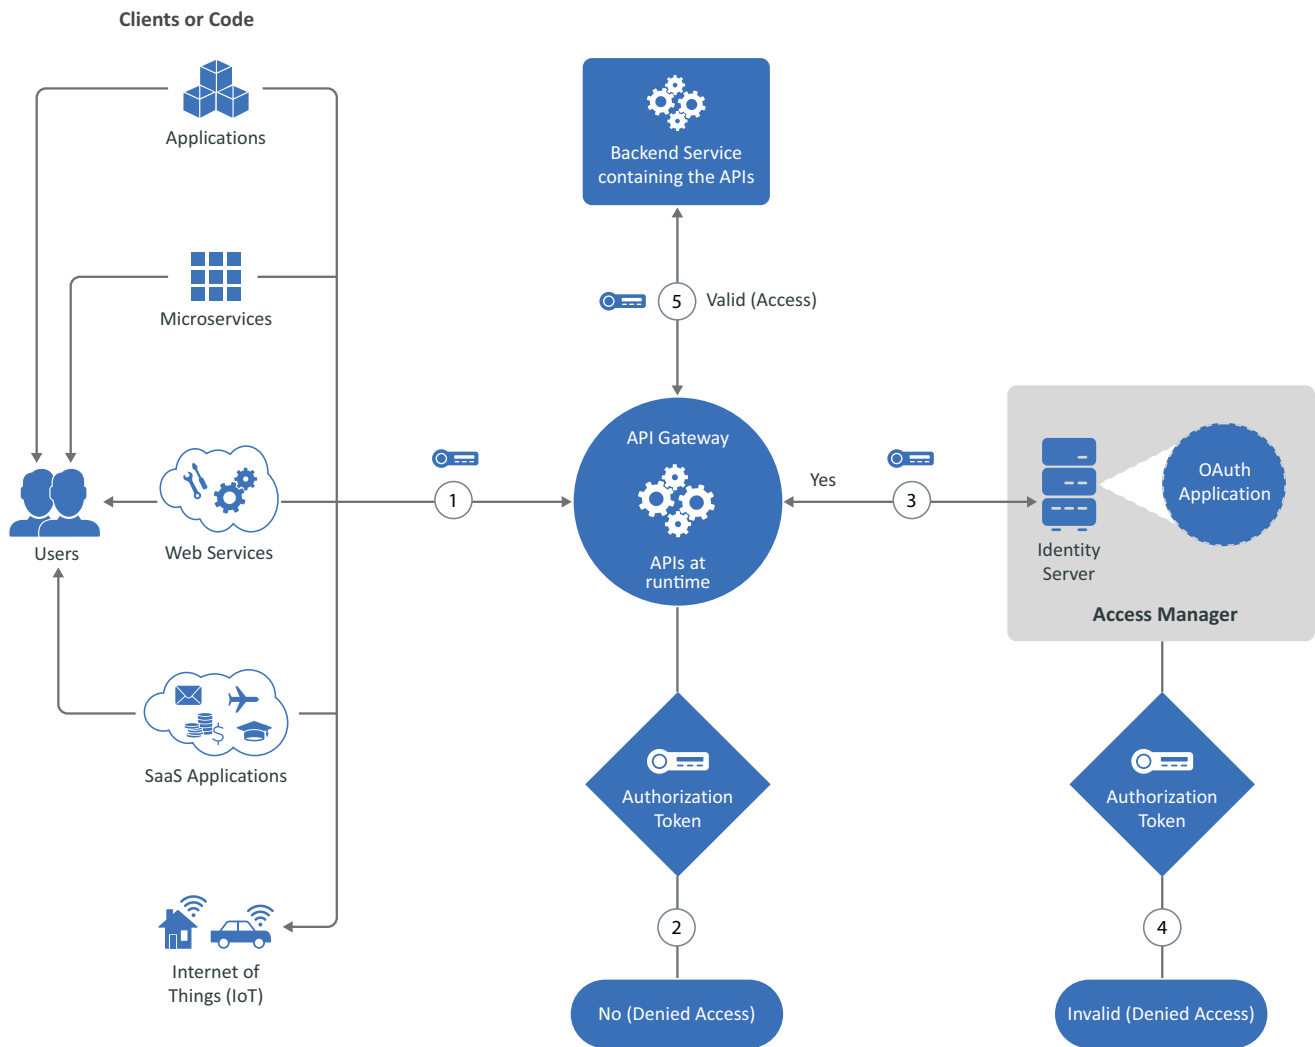 Clients or Code
Applications
Microservices
Users
Web Services
SaaS Applications
$
Internet of
Things (IoT)
1
Backend Service
containing the APIs
5
Valid (Access)
API Gateway
APIs at
runtime
Yes
3
Identity
Server
OAuth
Application
Access Manager
Authorization
Token
2
No (Denied Access)
Authorization
Token
4
Invalid (Denied Access)